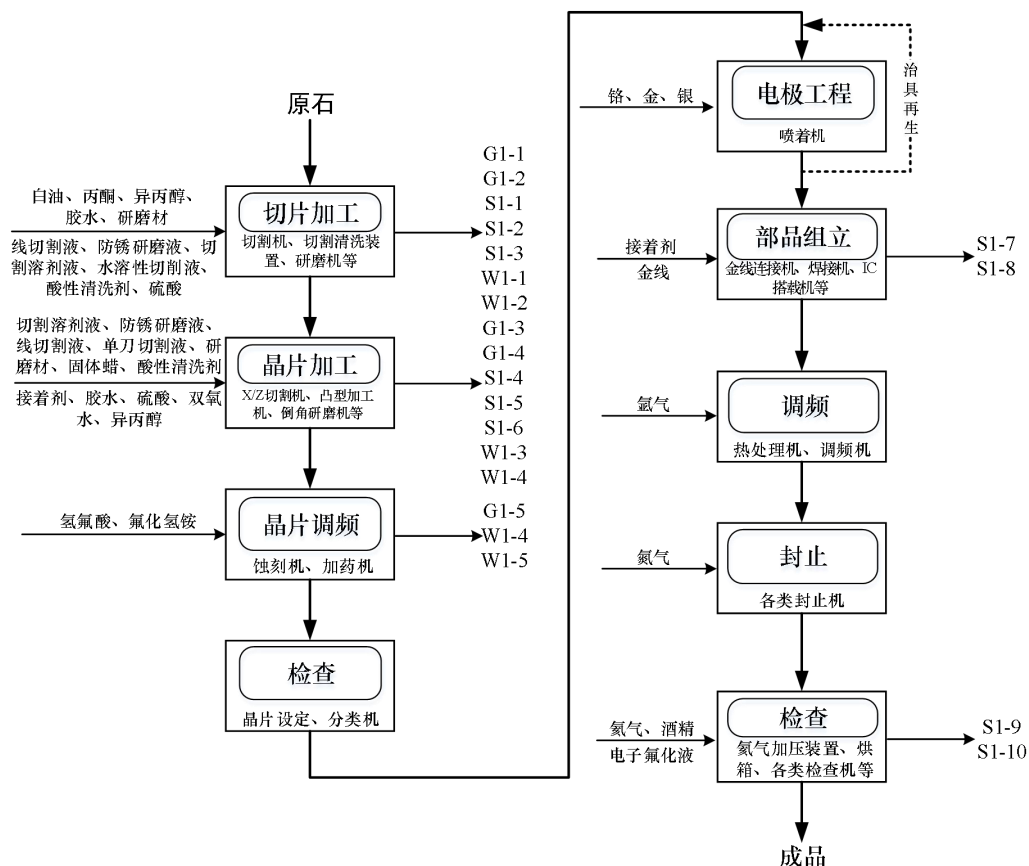 原石
白油、丙酮、异丙醇、
胶水、研磨材
线切割液、防锈研磨液、切
割溶剂液、水溶性切削液、
酸性清洗剂、硫酸
切片加工
切割机、切割清洗装
置、研磨机等
G1-1
G1-2
S1-1
S1-2
S1-3
W1-1
W1-2
切割溶剂液、防锈研磨液、
线切割液、单刀切割液、研
磨材、固体蜡、酸性清洗剂
接着剂、胶水、硫酸、双氧
水、异丙醇
晶片加工
X/Z切割机、凸型加工
机、倒角研磨机等
G1-3
G1-4
S1-4
S1-5
S1-6
W1-3
W1-4
氢氟酸、氟化氢铵
晶片调频
蚀刻机、加药机
G1-5
W1-4
W1-5
检查
晶片设定、分类机
铬、金、银
电极工程
喷着机
治具再生
接着剂
金线
部品组立
金线连接机、焊接机、IC
搭载机等
S1-7
S1-8
氩气
调频
热处理机、调频机
氮气
封止
各类封止机
氦气、酒精
电子氟化液
检查
氦气加压装置、烘
箱、各类检查机等
S1-9
S1-10
成品